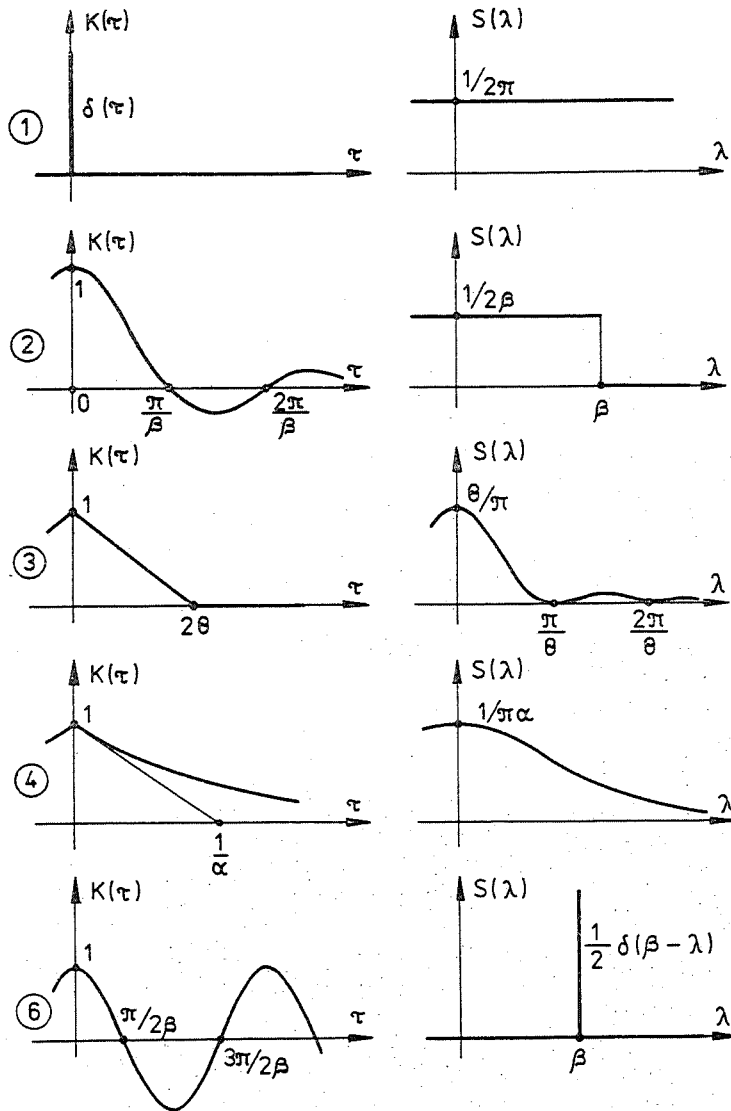 K(τ) S(λ)
1/2π
① δ(τ)
τ λ
K(τ) S(λ)
1 1/2β
②
τ λ
0 π/β 2π/β β
K(τ) S(λ)
1 θ/π
③
τ λ
2θ π/θ 2π/θ
K(τ) S(λ)
1 1/πα
④
τ λ
1/α
K(τ) S(λ)
1 1/2 δ(β-λ)
⑥ π/2β τ λ
3π/2β β